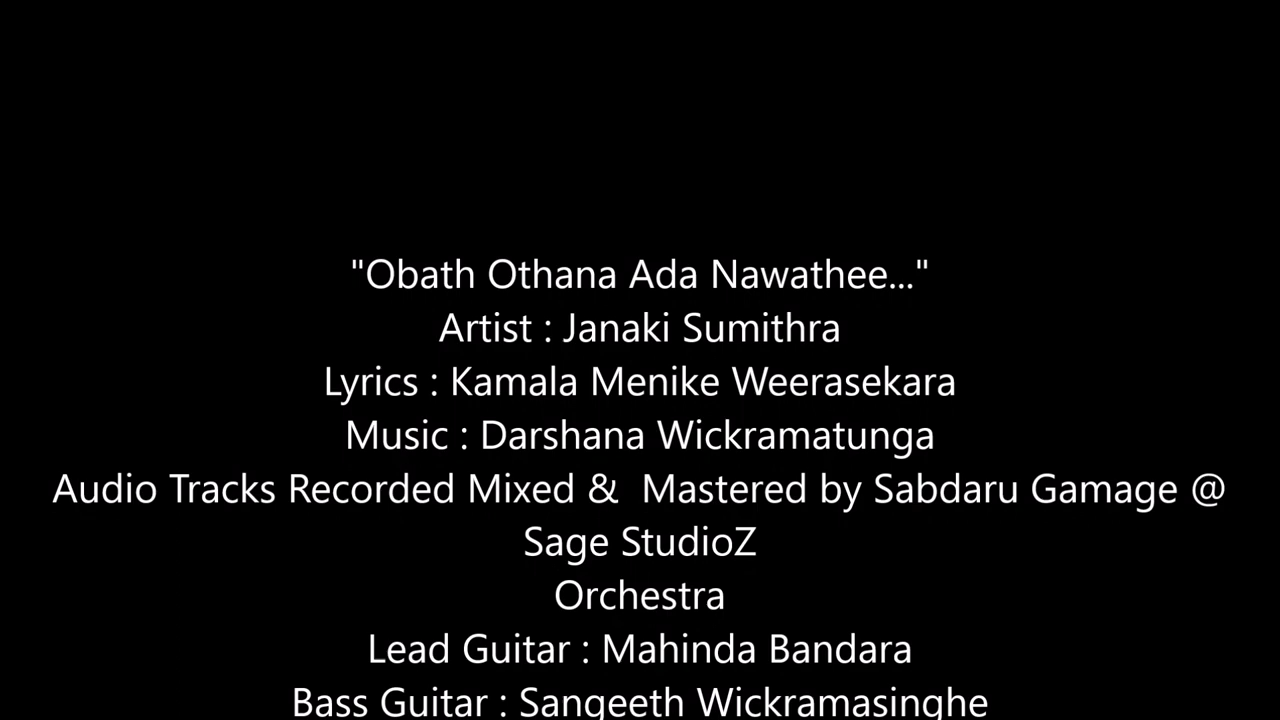 "Obath Othana Ada Nawathee..."
Artist : Janaki Sumithra
Lyrics : Kamala Menike Weerasekara
Music : Darshana Wickramatunga
Audio Tracks Recorded Mixed &  Mastered by Sabdaru Gamage @
Sage StudioZ
Orchestra
Lead Guitar : Mahinda Bandara
Bass Guitar : Sangeeth Wickramasinghe